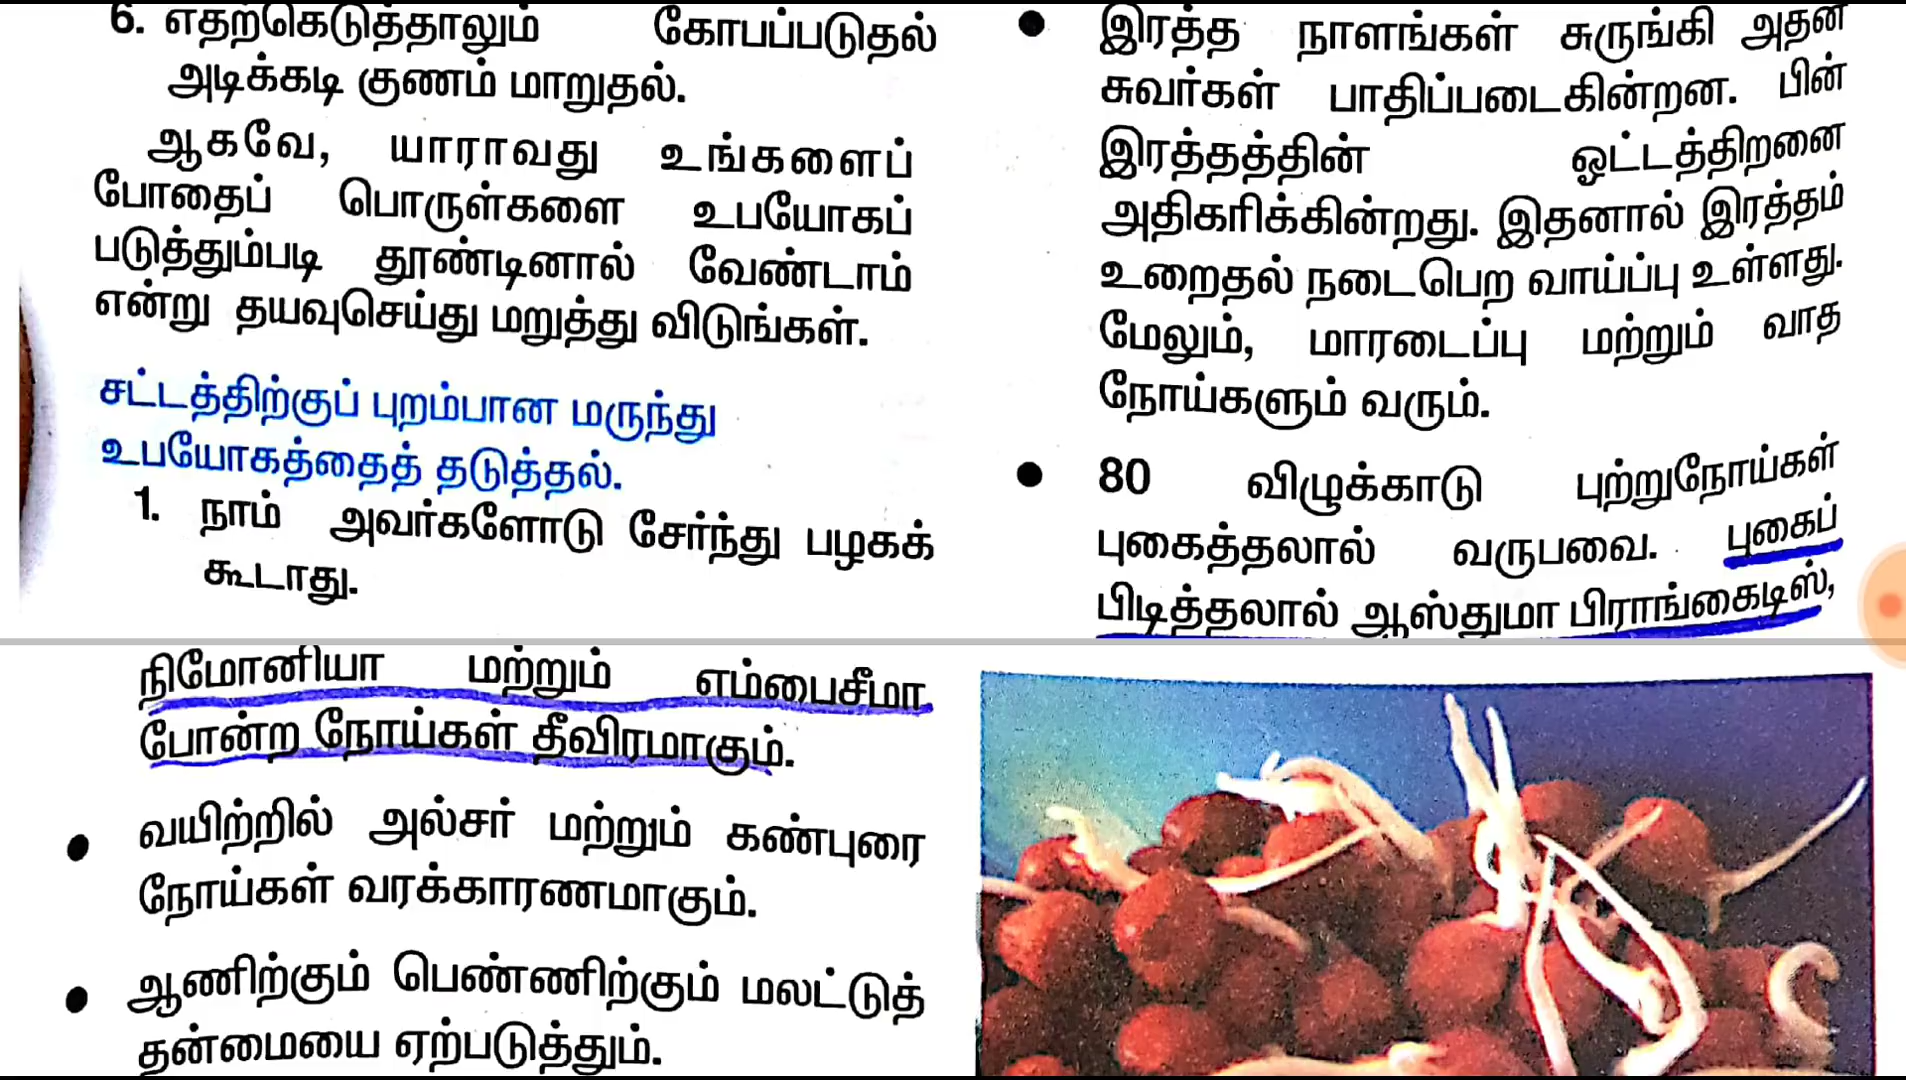 6. எதற்கெடுத்தாலும் கோபப்படுதல்
அடிக்கடி குணம் மாறுதல்.
ஆகவே, யாராவது உங்களைப்
போதைப் பொருள்களை உபயோகப்
படுத்தும்படி தூண்டினால் வேண்டாம்
என்று தயவுசெய்து மறுத்து விடுங்கள்.
சட்டத்திற்குப் புறம்பான மருந்து
உபயோகத்தைத் தடுத்தல்.
1. நாம் அவர்களோடு சேர்ந்து பழகக்
கூடாது.
● இரத்த நாளங்கள் சுருங்கி அதன்
சுவர்கள் பாதிப்படைகின்றன. பின்
இரத்தத்தின் ஓட்டத்திறனை
அதிகரிக்கின்றது. இதனால் இரத்தம்
உறைதல் நடைபெற வாய்ப்பு உள்ளது.
மேலும், மாரடைப்பு மற்றும் வாத
நோய்களும் வரும்.
● 80 விழுக்காடு புற்றுநோய்கள்
புகைத்தலால் வருபவை. புகைப்
பிடித்தலால் ஆஸ்துமா பிராங்கைடிஸ்,
நிமோனியா மற்றும் எம்பைசீமா
போன்ற நோய்கள் தீவிரமாகும்.
● வயிற்றில் அல்சர் மற்றும் கண்புரை
நோய்கள் வரக்காரணமாகும்.
● ஆணிற்கும் பெண்ணிற்கும் மலட்டுத்
தன்மையை ஏற்படுத்தும்.